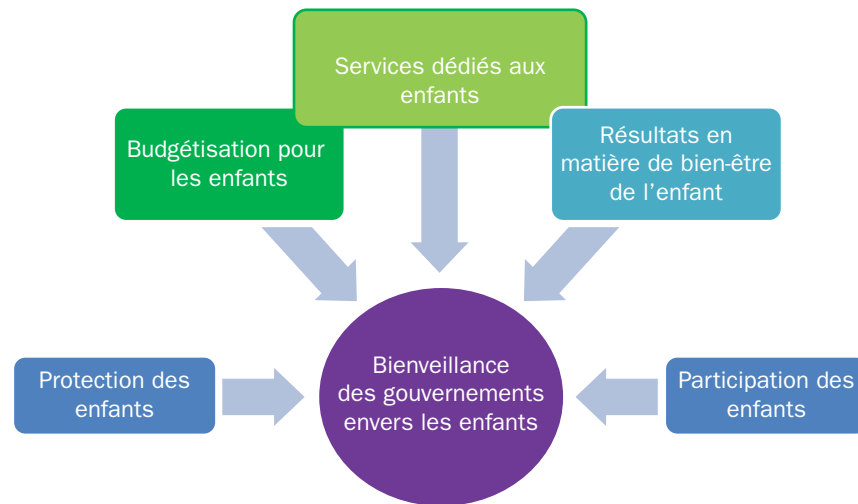 Services dédiés aux
enfants
Budgétisation pour
les enfants
Résultats en
matière de bien-être
de l’enfant
Protection des
enfants
Bienveillance
des gouvernements
envers les enfants
Participation des
enfants